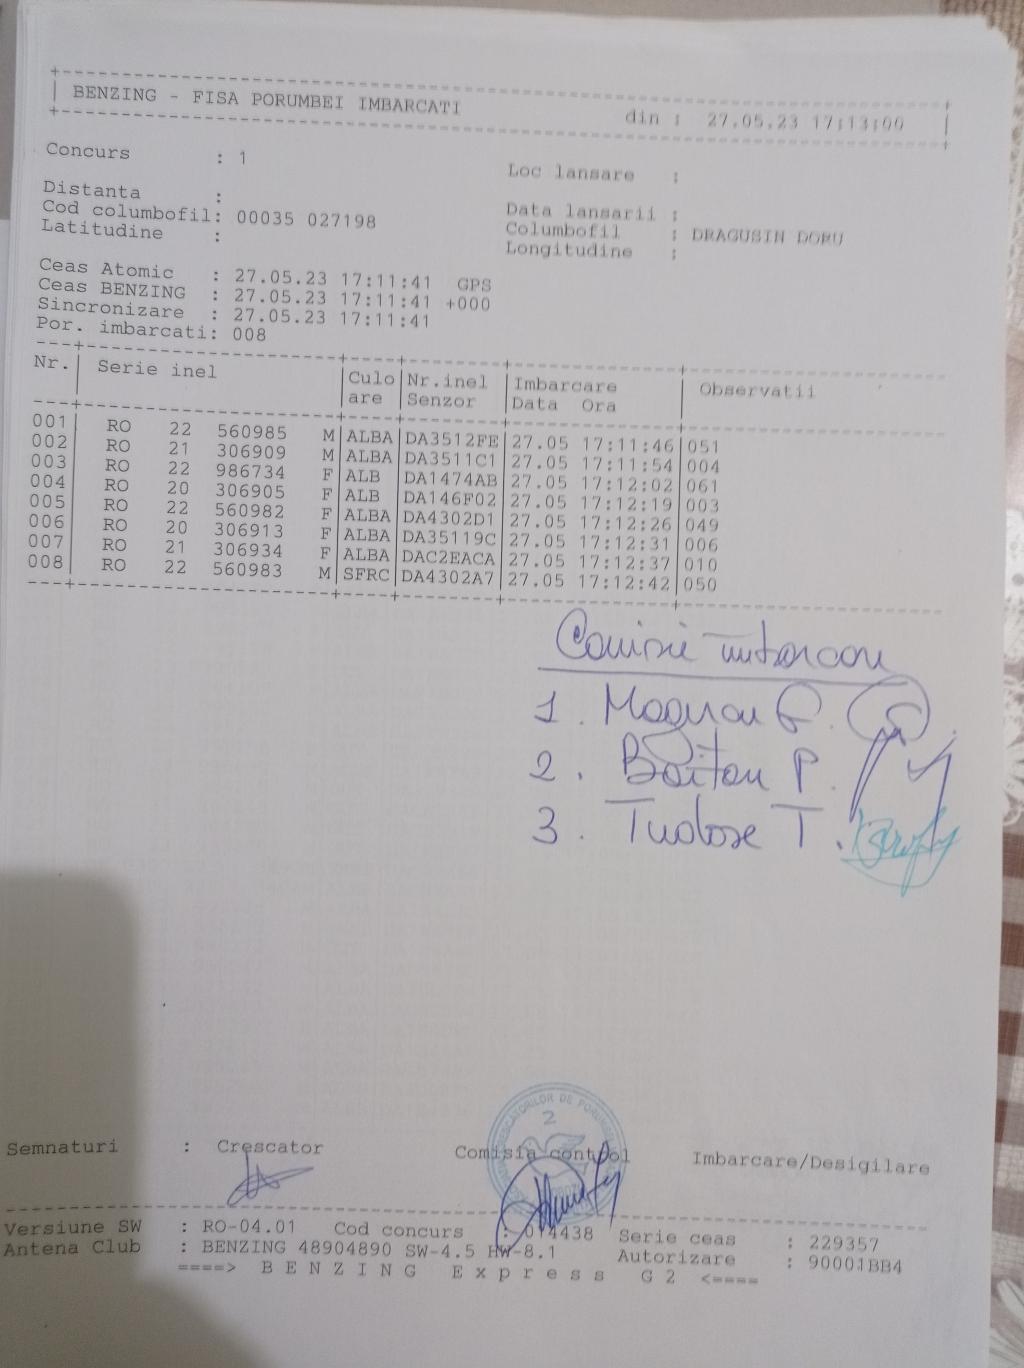 BENZING - FISA PORUMBEI IMBARCATI din : 27.05.23 17:13:00
Concurs : 1 Loc lansare :
Distanta : Data lansarii :
Cod columbofil: 00035 027198 Columbofil : DRAGUSIN DORU
Latitudine : Longitudine :
Ceas Atomic : 27.05.23 17:11:41 GPS
Ceas BENZING : 27.05.23 17:11:41 +000
Sincronizare : 27.05.23 17:11:41
Por. imbarcati: 008
Nr.| Serie inel |Culo|Nr.inel|Imbarcare | Observatii
|are |Senzor |Data Ora |
001| RO 22 560985 M|ALBA|DA3512FE|27.05 17:11:46|051
002| RO 21 306909 M|ALBA|DA3511C1|27.05 17:11:54|004
003| RO 22 986734 F|ALB |DA1474AB|27.05 17:12:02|061
004| RO 20 306905 F|ALB |DA146F02|27.05 17:12:19|003
005| RO 22 560982 F|ALBA|DA4302D1|27.05 17:12:26|049
006| RO 20 306913 F|ALBA|DA35119C|27.05 17:12:31|006
007| RO 21 306934 F|ALBA|DAC2EACA|27.05 17:12:37|010
008| RO 22 560983 M|SFRC|DA4302A7|27.05 17:12:42|050
1.
2. Boitan P.
3. Tudose T.
2
Semnaturi : Crescator Comisia control Imbarcare/Desigilare
Versiune SW : RO-04.01 Cod concurs : 014438 Serie ceas : 229357
Antena Club : BENZING 48904890 SW-4.5 HW-8.1 Autorizare : 90001BB4
====> B E N Z I N G E x p r e s s G 2 <====